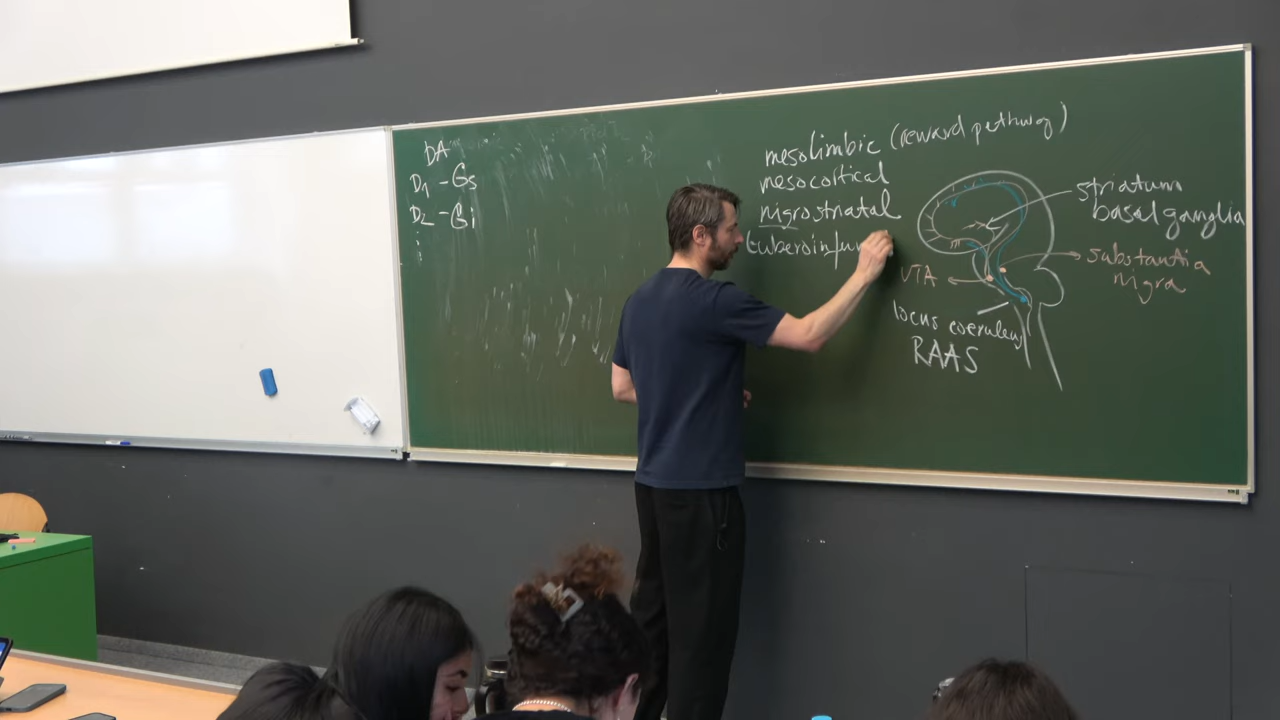 DA
D1 - Gs
D2 - Gi
mesolimbic (reward pathway)
mesocortical
nigrostriatal
striatum
basal ganglia
substantia
nigra
VTA
locus coeruleus
RAAS